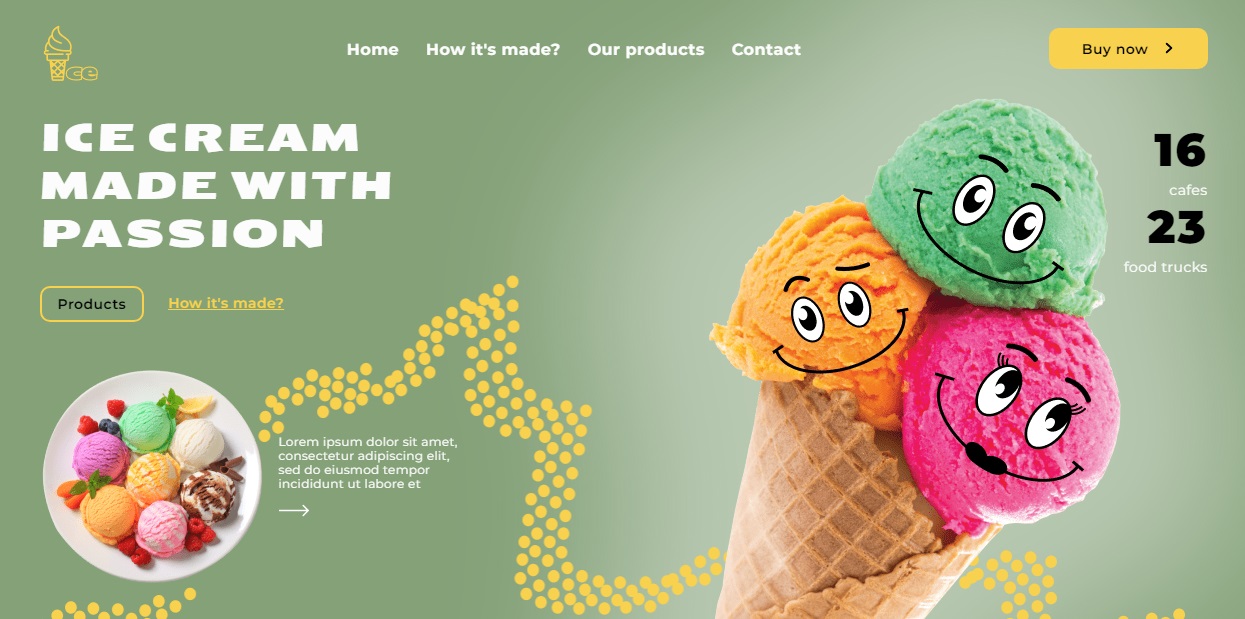 ce
Home How it's made? Our products Contact
Buy now
ICE CREAM
MADE WITH
PASSION
16
cafes
23
food trucks
Products How it's made?
Lorem ipsum dolor sit amet,
consectetur adipiscing elit,
sed do eiusmod tempor
incididunt ut labore et